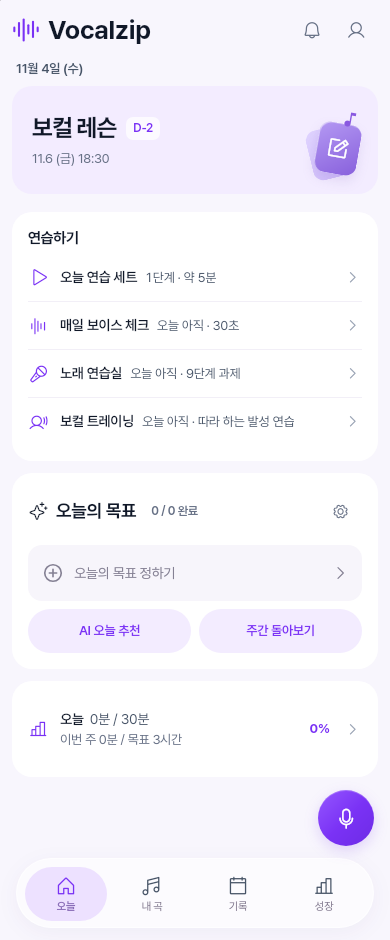 Vocalzip
11월 4일 (수)
보컬 레슨 D-2
11.6 (금) 18:30
연습하기
오늘 연습 세트 1단계 · 약 5분
매일 보이스 체크 오늘 아직 · 30초
노래 연습실 오늘 아직 · 9단계 과제
보컬 트레이닝 오늘 아직 · 따라 하는 발성 연습
오늘의 목표 0 / 0 완료
오늘의 목표 정하기
AI 오늘 추천 주간 돌아보기
오늘 0분 / 30분
이번 주 0분 / 목표 3시간
0%
오늘 내 곡 기록 성장